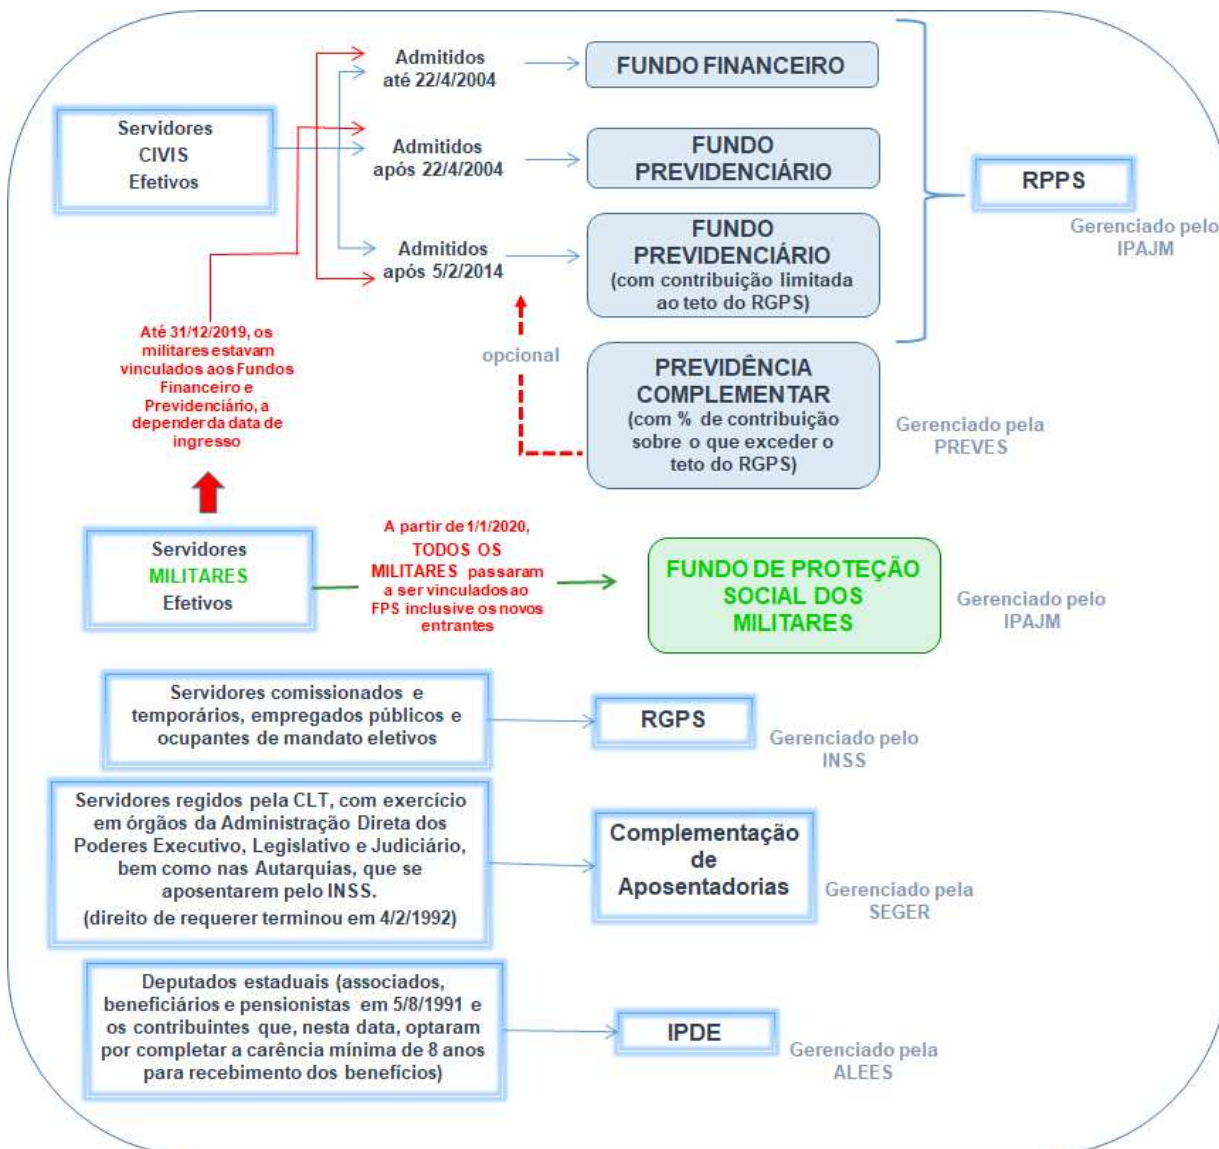 Servidores
CIVIS
Efetivos
Admitidos
até 22/4/2004
FUNDO FINANCEIRO
Admitidos
após 22/4/2004
FUNDO
PREVIDENCIÁRIO
Admitidos
após 5/2/2014
FUNDO
PREVIDENCIÁRIO
(com contribuição limitada
ao teto do RGPS)
RPPS
Gerenciado pelo
IPAJM
opcional
PREVIDÊNCIA
COMPLEMENTAR
(com % de contribuição
sobre o que exceder o
teto do RGPS)
Gerenciado pela
PREVES
Até 31/12/2019, os
militares estavam
vinculados aos Fundos
Financeiro e
Previdenciário, a
depender da data de
ingresso
Servidores
MILITARES
Efetivos
A partir de 1/1/2020,
TODOS OS
MILITARES passaram
a ser vinculados ao
FPS inclusive os novos
entrantes
FUNDO DE PROTEÇÃO
SOCIAL DOS
MILITARES
Gerenciado pelo
IPAJM
Servidores comissionados e
temporários, empregados públicos e
ocupantes de mandato eletivos
RGPS
Gerenciado pelo
INSS
Servidores regidos pela CLT, com exercício
em órgãos da Administração Direta dos
Poderes Executivo, Legislativo e Judiciário,
bem como nas Autarquias, que se
aposentarem pelo INSS.
(direito de requerer terminou em 4/2/1992)
Complementação
de
Aposentadorias
Gerenciado pela
SEGER
Deputados estaduais (associados,
beneficiários e pensionistas em 5/8/1991 e
os contribuintes que, nesta data, optaram
por completar a carência mínima de 8 anos
para recebimento dos benefícios)
IPDE
Gerenciado pela
ALEES